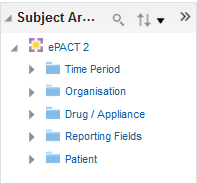 Subject Ar...
ePACT 2
Time Period
Organisation
Drug / Appliance
Reporting Fields
Patient